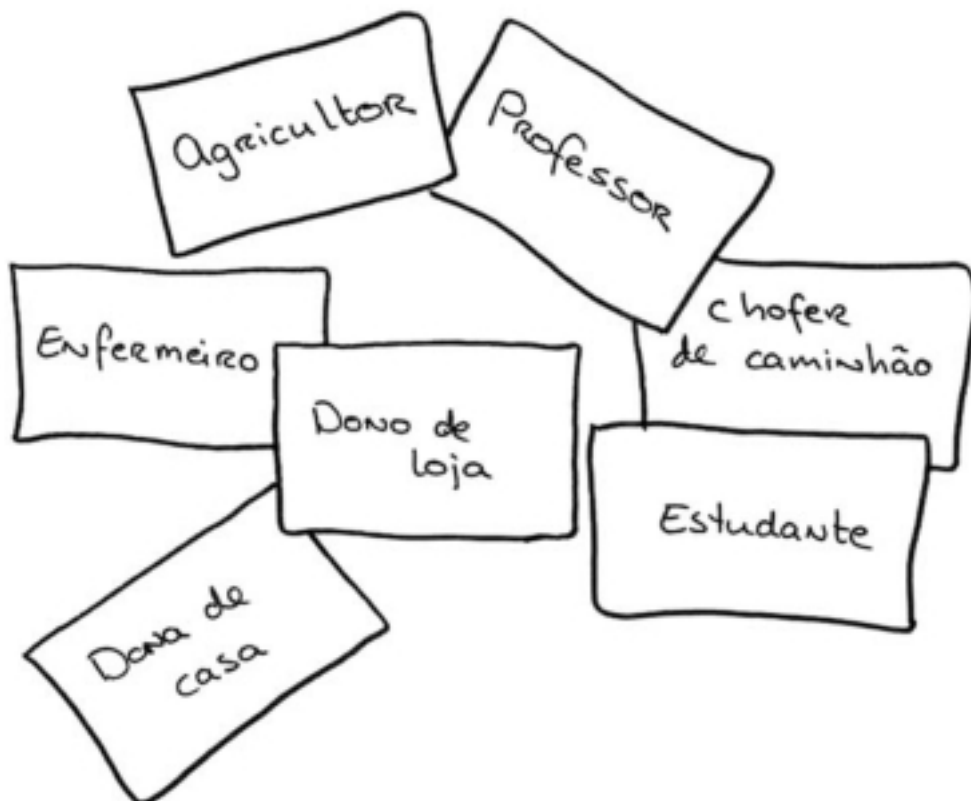 Agricultor
Professor
Enfermeiro
chofer
de caminhão
Dono de
loja
Estudante
Dona de
casa